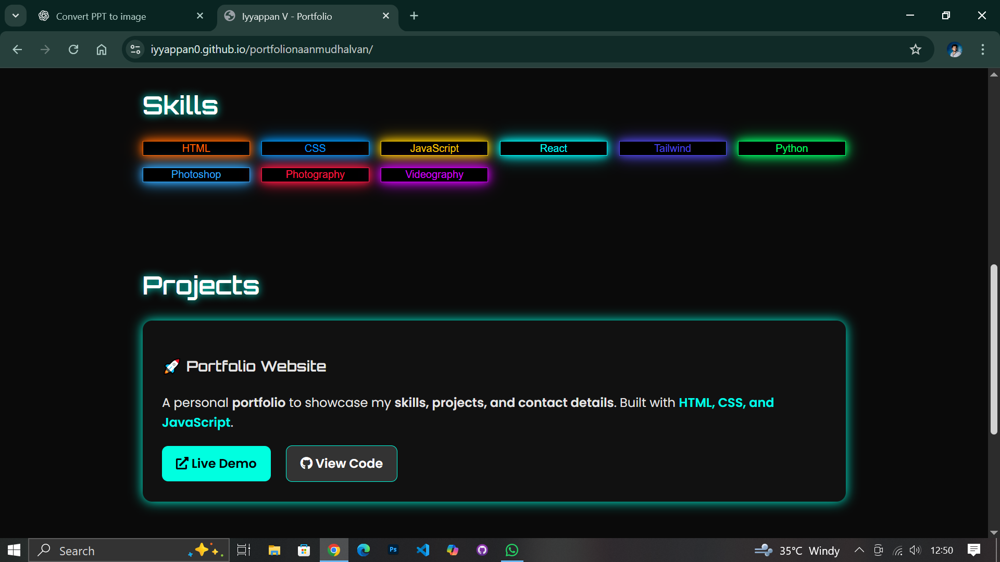 Convert PPT to image
Iyyappan V - Portfolio
iyyappan0.github.io/portfolionaanmudhalvan/
Skills
HTML CSS JavaScript React Tailwind Python
Photoshop Photography Videography
Projects
🚀 Portfolio Website
A personal portfolio to showcase my skills, projects, and contact details. Built with HTML, CSS, and
JavaScript.
Live Demo View Code
Search
Ps
35°C Windy
12:50